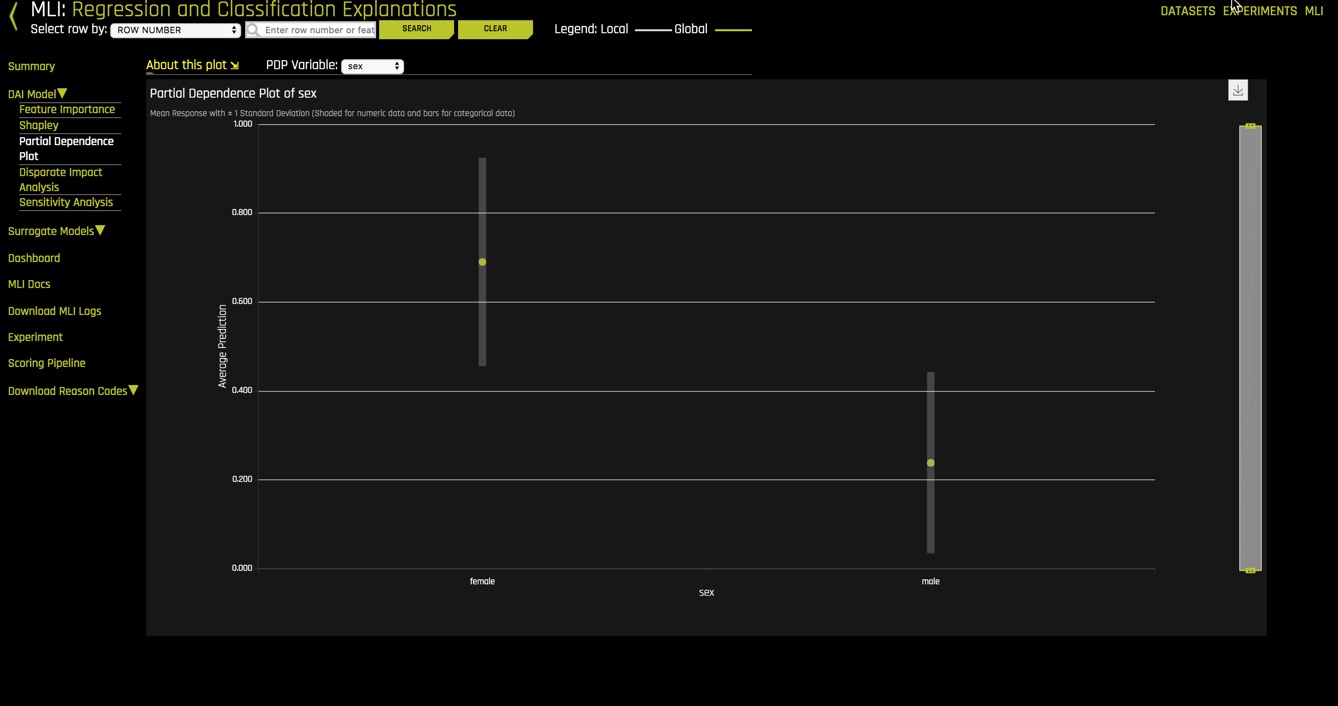 MLI: Regression and Classification Explanations
DATASETS EXPERIMENTS MLI
Select row by: ROW NUMBER Enter row number or feat SEARCH CLEAR Legend: Local Global
Summary
DAI Model
Feature Importance
Shapley
Partial Dependence
Plot
Disparate Impact
Analysis
Sensitivity Analysis
Surrogate Models
Dashboard
MLI Docs
Download MLI Logs
Experiment
Scoring Pipeline
Download Reason Codes
About this plot PDP Variable: sex
Partial Dependence Plot of sex
Mean Response with ± 1 Standard Deviation (Shaded for numeric data and bars for categorical data)
1.000
0.800
0.600
0.400
0.200
0.000
Average Prediction
female male
sex